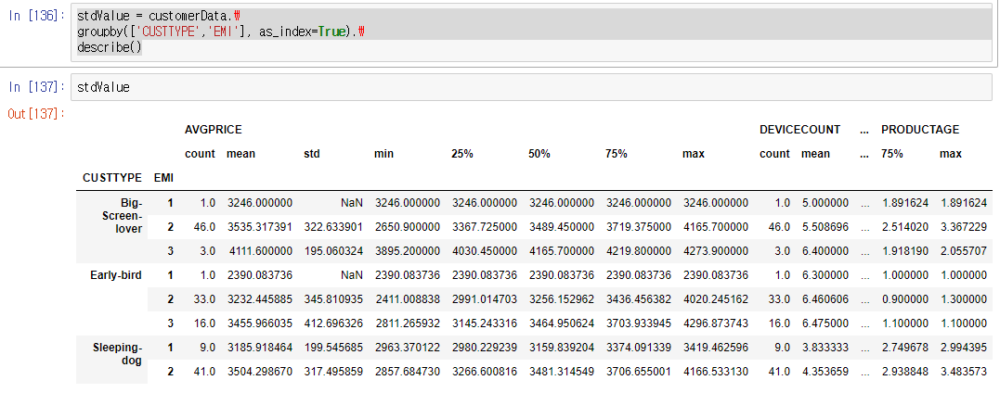 In [136]: stdValue = customerData.₩
groupby(['CUSTTYPE','EMI'], as_index=True).₩
describe()
In [137]: stdValue
Out[137]:
AVGPRICE DEVICECOUNT ... PRODUCTAGE
count mean std min 25% 50% 75% max count mean ... 75% max
CUSTTYPE EMI
Big-Screen-lover 1 1.0 3246.000000 NaN 3246.000000 3246.000000 3246.000000 3246.000000 3246.000000 1.0 5.000000 ... 1.891624 1.891624
2 46.0 3535.317391 322.633901 2650.900000 3367.725000 3489.450000 3719.375000 4165.700000 46.0 5.508696 ... 2.514020 3.367229
3 3.0 4111.600000 195.060324 3895.200000 4030.450000 4165.700000 4219.800000 4273.900000 3.0 6.400000 ... 1.918190 2.055707
Early-bird 1 1.0 2390.083736 NaN 2390.083736 2390.083736 2390.083736 2390.083736 2390.083736 1.0 6.300000 ... 1.000000 1.000000
2 33.0 3232.445885 345.810935 2411.008838 2991.014703 3256.152962 3436.456382 4020.245162 33.0 6.460606 ... 0.900000 1.300000
3 16.0 3455.966035 412.696326 2811.265932 3145.243316 3464.950624 3703.933945 4296.873743 16.0 6.475000 ... 1.100000 1.100000
Sleeping-dog 1 9.0 3185.918464 199.545685 2963.370122 2980.229239 3159.839204 3374.091339 3419.462596 9.0 3.833333 ... 2.749678 2.994395
2 41.0 3504.298670 317.495859 2857.684730 3266.600816 3481.314549 3706.655001 4166.533130 41.0 4.353659 ... 2.938848 3.483573